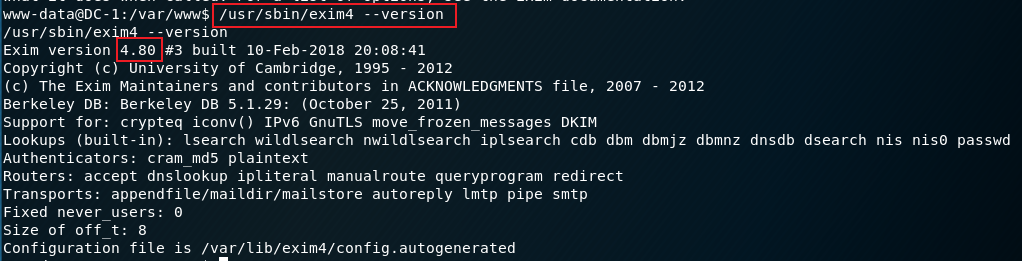 www-data@DC-1:/var/www$ /usr/sbin/exim4 --version
/usr/sbin/exim4 --version
Exim version 4.80 #3 built 10-Feb-2018 20:08:41
Copyright (c) University of Cambridge, 1995 - 2012
(c) The Exim Maintainers and contributors in ACKNOWLEDGMENTS file, 2007 - 2012
Berkeley DB: Berkeley DB 5.1.29: (October 25, 2011)
Support for: crypteq iconv() IPv6 GnuTLS move_frozen_messages DKIM
Lookups (built-in): lsearch wildlsearch nwildlsearch iplsearch cdb dbm dbmjz dbmnz dnsdb dsearch nis nis0 passwd
Authenticators: cram_md5 plaintext
Routers: accept dnslookup ipliteral manualroute queryprogram redirect
Transports: appendfile/maildir/mailstore autoreply lmtp pipe smtp
Fixed never_users: 0
Size of off_t: 8
Configuration file is /var/lib/exim4/config.autogenerated